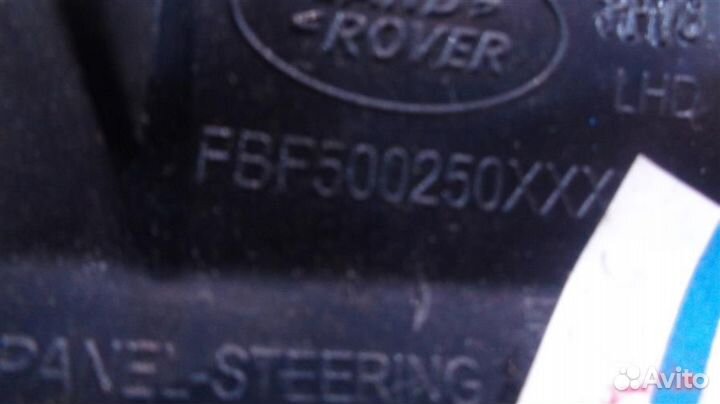 ROVER
LHD
FBF500250XXX
PANEL-STEERING
Avito